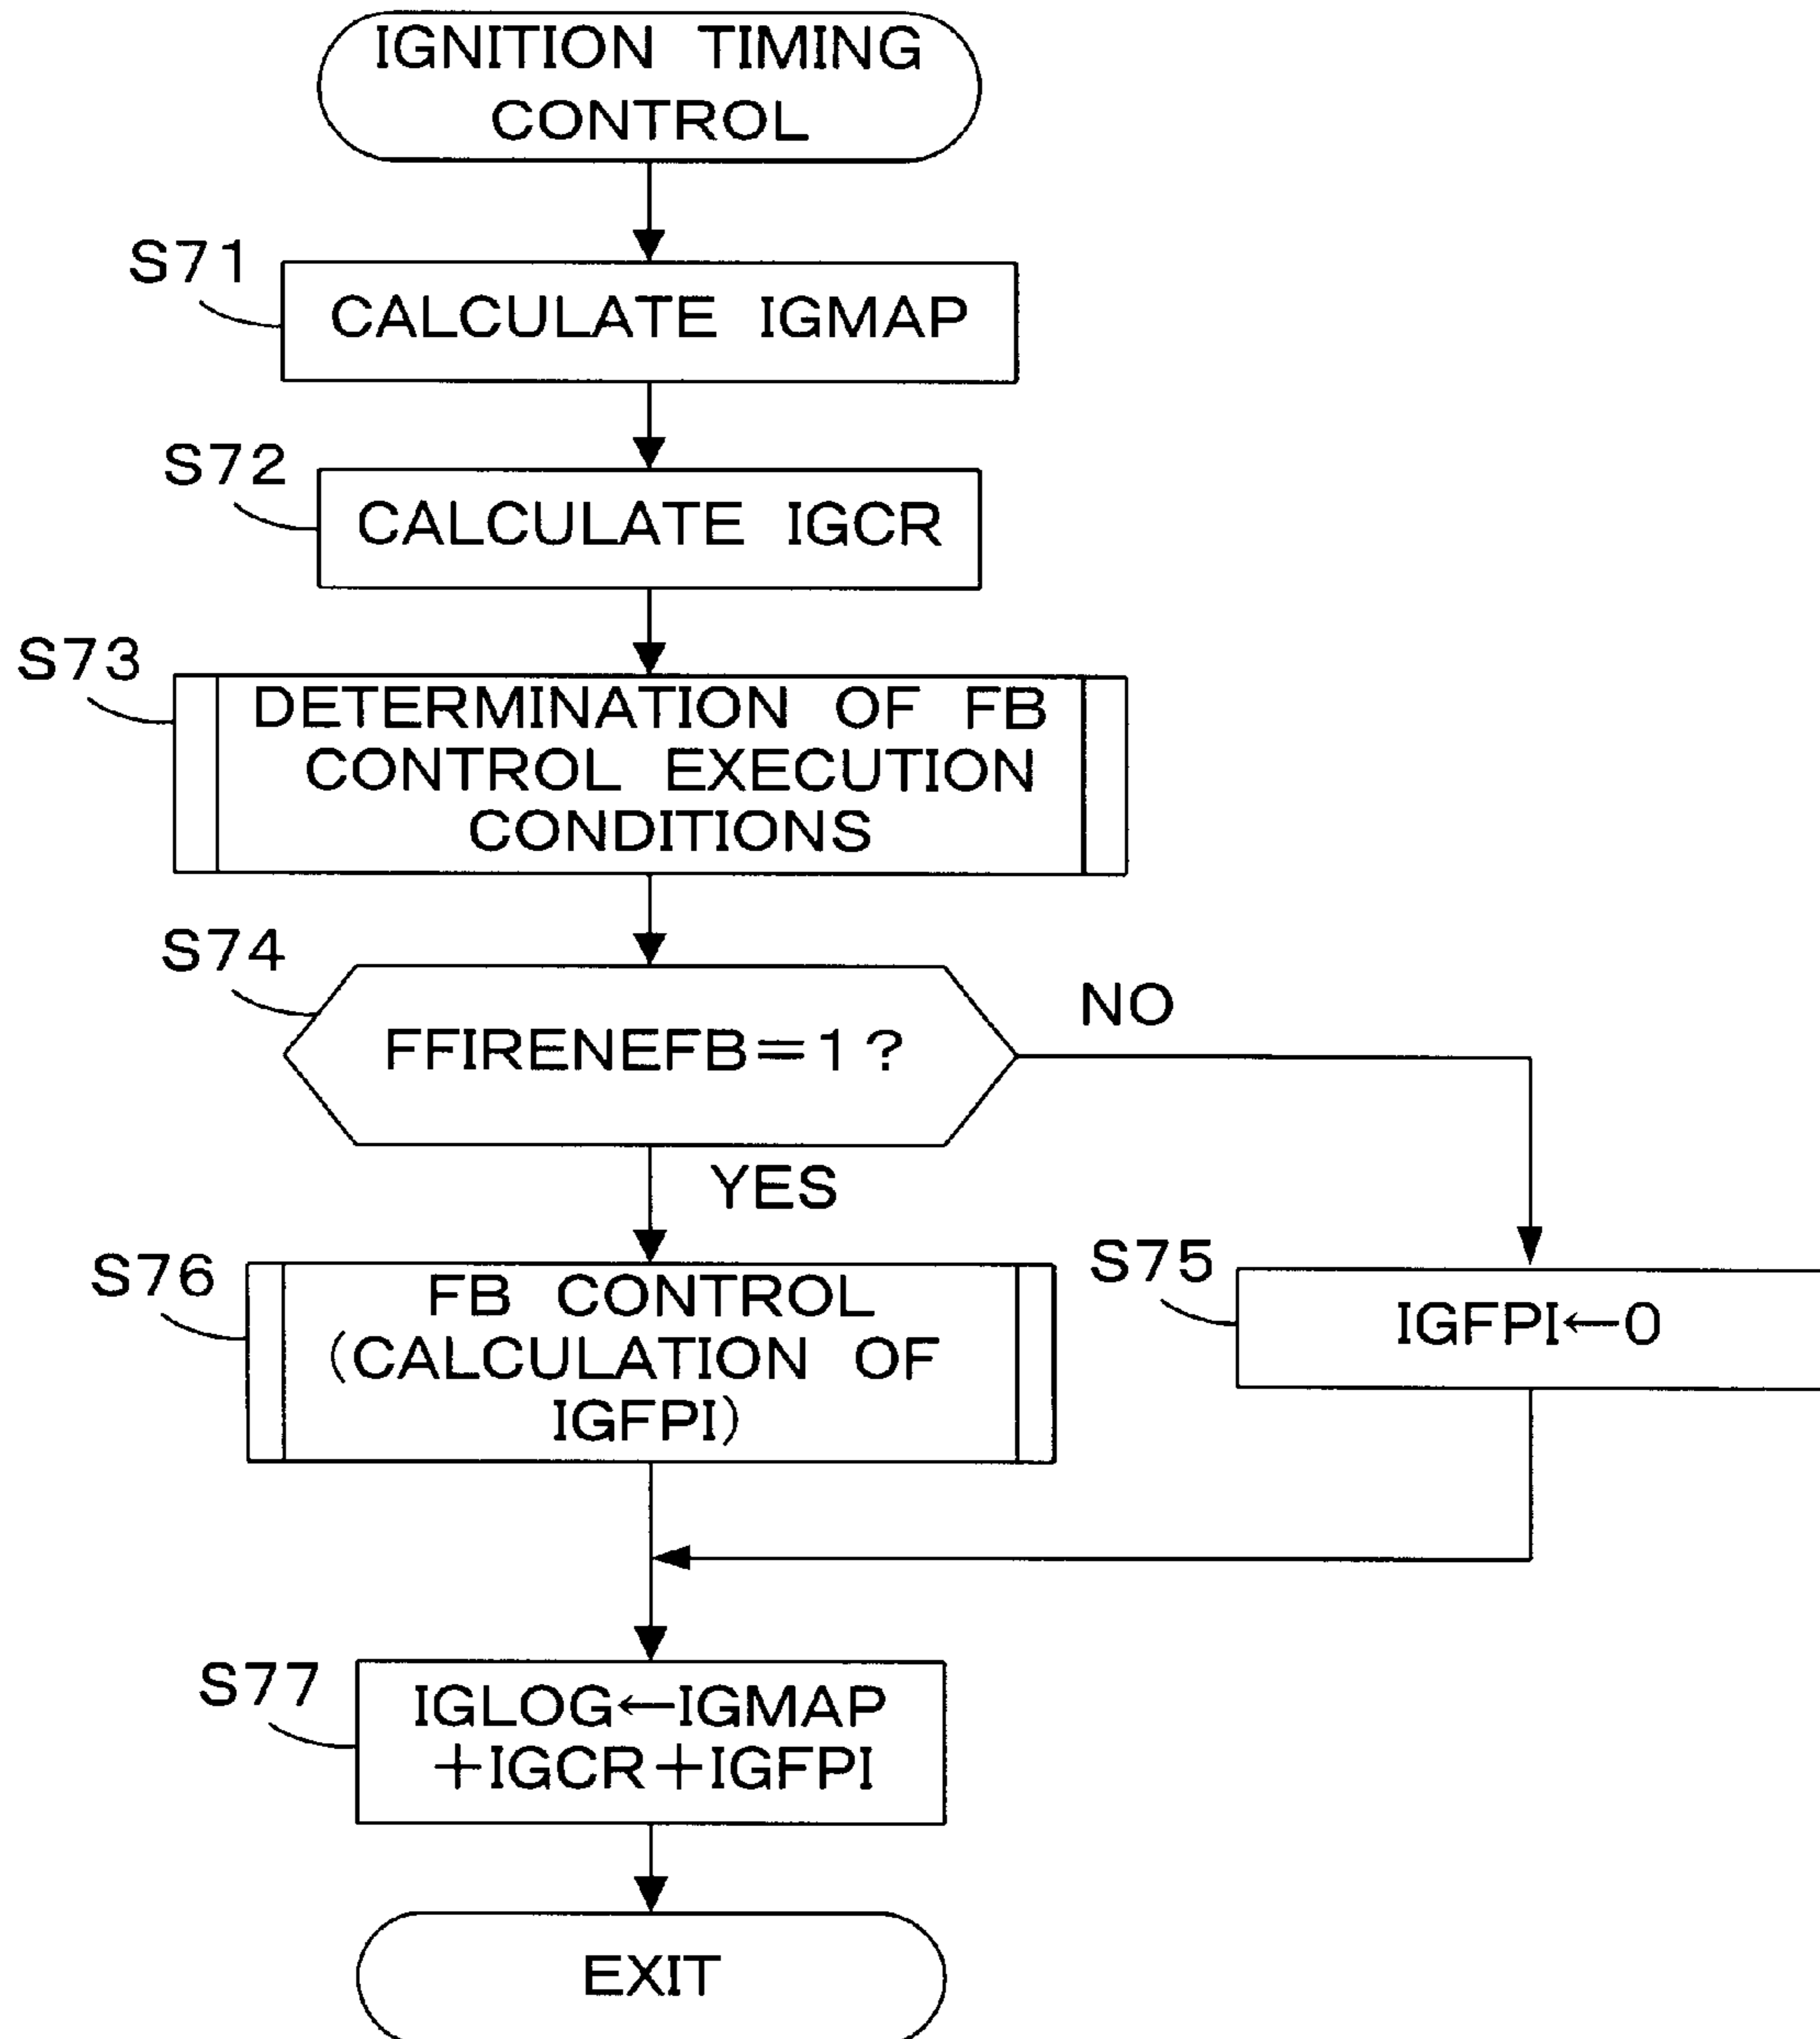 IGNITION TIMING
CONTROL
S71
CALCULATE IGMAP
S72
CALCULATE IGCR
S73
DETERMINATION OF FB
CONTROL EXECUTION
CONDITIONS
S74
FFIRENEFB=1?
NO
YES
S76
FB CONTROL
(CALCULATION OF
IGFPI)
S75
IGFPI←0
S77
IGLOG←IGMAP
+IGCR+IGFPI
EXIT